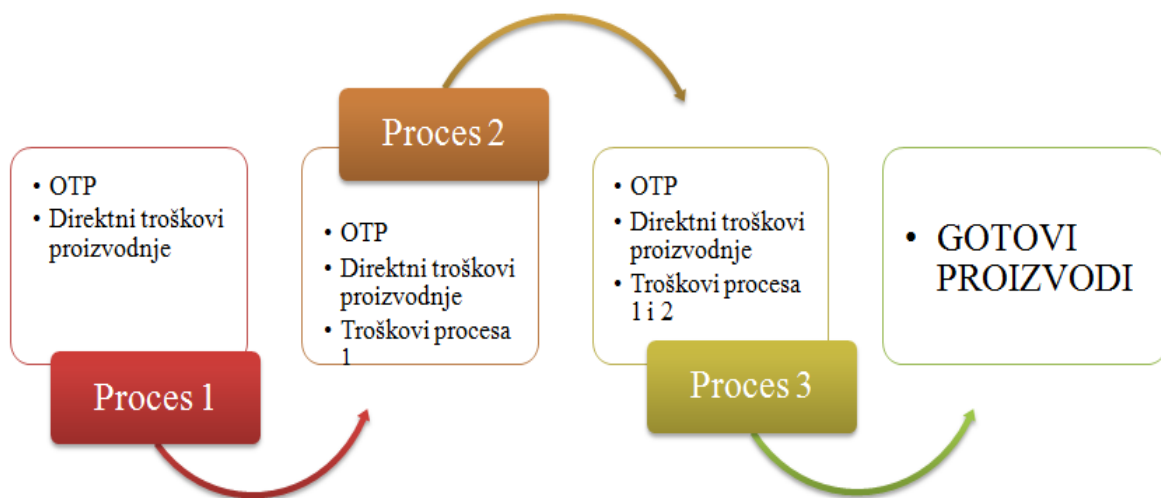 • OTP
• Direktni troškovi
proizvodnje
Proces 1
Proces 2
• OTP
• Direktni troškovi
proizvodnje
• Troškovi procesa
1
• OTP
• Direktni troškovi
proizvodnje
• Troškovi procesa
1 i 2
Proces 3
• GOTOVI
PROIZVODI